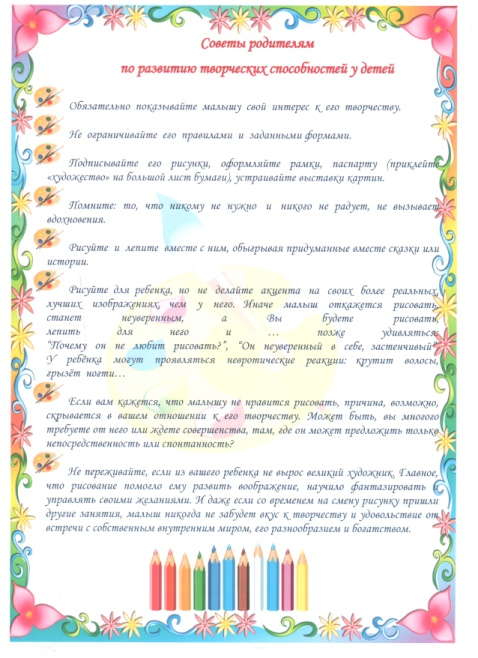 Советы родителям
по развитию творческих способностей у детей
Обязательно показывайте малышу свой интерес к его творчеству.
Не ограничивайте его правилами и заданными формами.
Подписывайте его рисунки, оформляйте рамки, паспарту (приклейте
«художество» на большой лист бумаги), устраивайте выставки картин.
Помните: то, что никому не нужно и никого не радует, не вызывает
вдохновения.
Рисуйте и лепите вместе с ним, обыгрывая придуманные вместе сказки или
истории.
Рисуйте для ребенка, но не делайте акцента на своих более реальных,
лучших изображениях, чем у него. Иначе малыш откажется рисовать,
станет неуверенным, а Вы будете рисовать,
лепить для него и ... позже удивляться:
"Почему он не любит рисовать?", "Он неуверенный в себе, застенчивый"
У ребёнка могут проявляться невротические реакции: крутит волосы,
грызёт ногти...
Если вам кажется, что малышу не нравится рисовать, причина, возможно,
скрывается в вашем отношении к его творчеству. Может быть, вы многого
требуете от него или ждете совершенства, там, где он может предложить только
непосредственность или спонтанность?
Не переживайте, если из вашего ребенка не вырос великий художник. Главное,
что рисование помогло ему развить воображение, научило фантазировать и
управлять своими желаниями. И даже если со временем на смену рисунку пришли
другие занятия, малыш никогда не забудет вкус к творчеству и удовольствие от
встречи с собственным внутренним миром, его разнообразием и богатством.